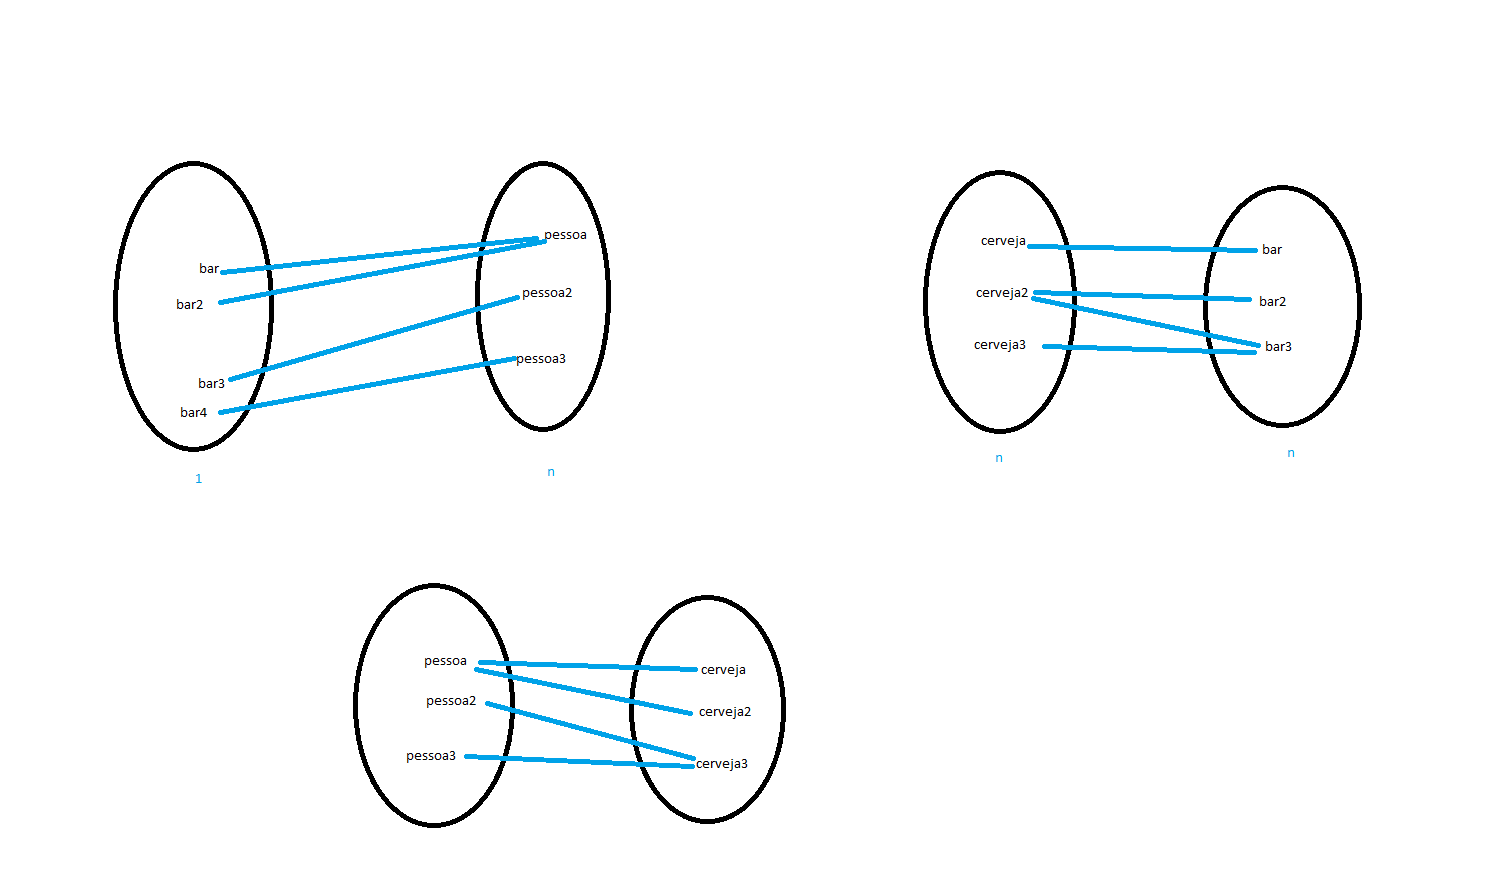 bar
bar2
bar3
bar4
1
pessoa
pessoa2
pessoa3
n
cerveja
cerveja2
cerveja3
n
bar
bar2
bar3
n
pessoa
pessoa2
pessoa3
cerveja
cerveja2
cerveja3